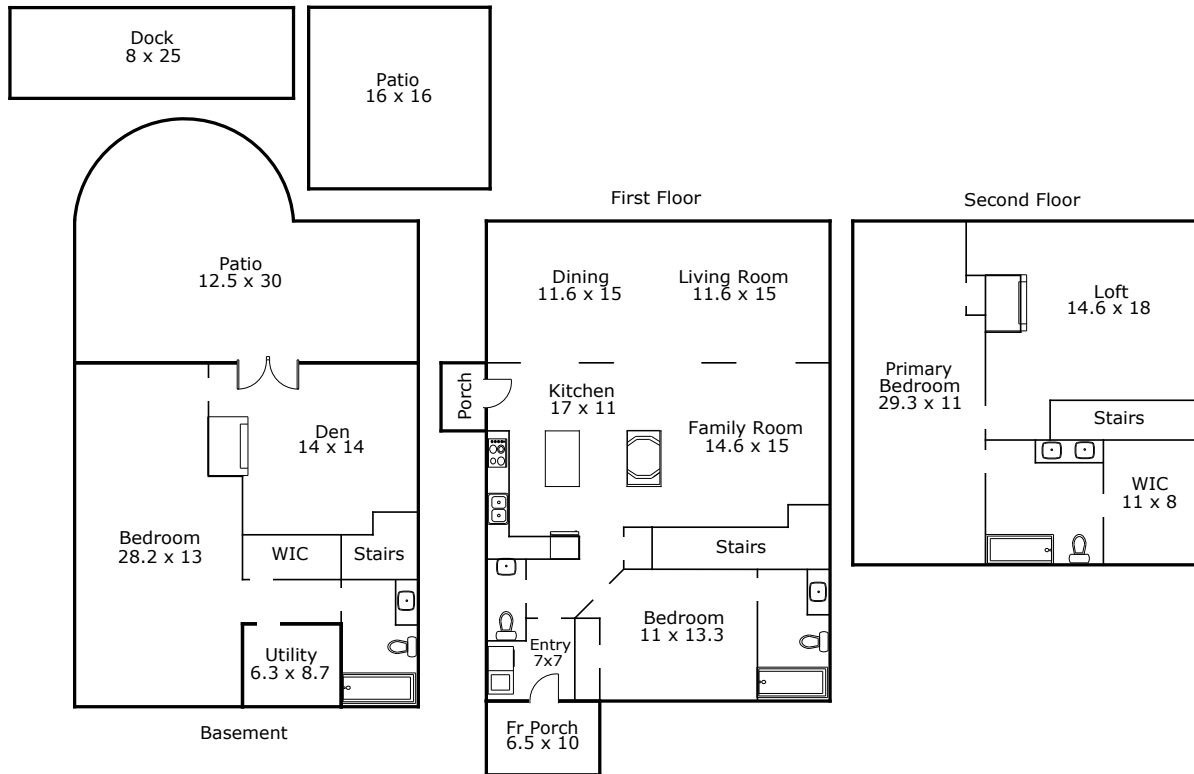 Dock
8 x 25
Patio
16 x 16
Patio
12.5 x 30
Den
14 x 14
Bedroom
28.2 x 13
WIC
Stairs
Utility
6.3 x 8.7
Basement
First Floor
Dining
11.6 x 15
Living Room
11.6 x 15
Porch
Kitchen
17 x 11
Family Room
14.6 x 15
Stairs
Bedroom
11 x 13.3
Entry
7x7
Fr Porch
6.5 x 10
Second Floor
Loft
14.6 x 18
Primary
Bedroom
29.3 x 11
Stairs
WIC
11 x 8